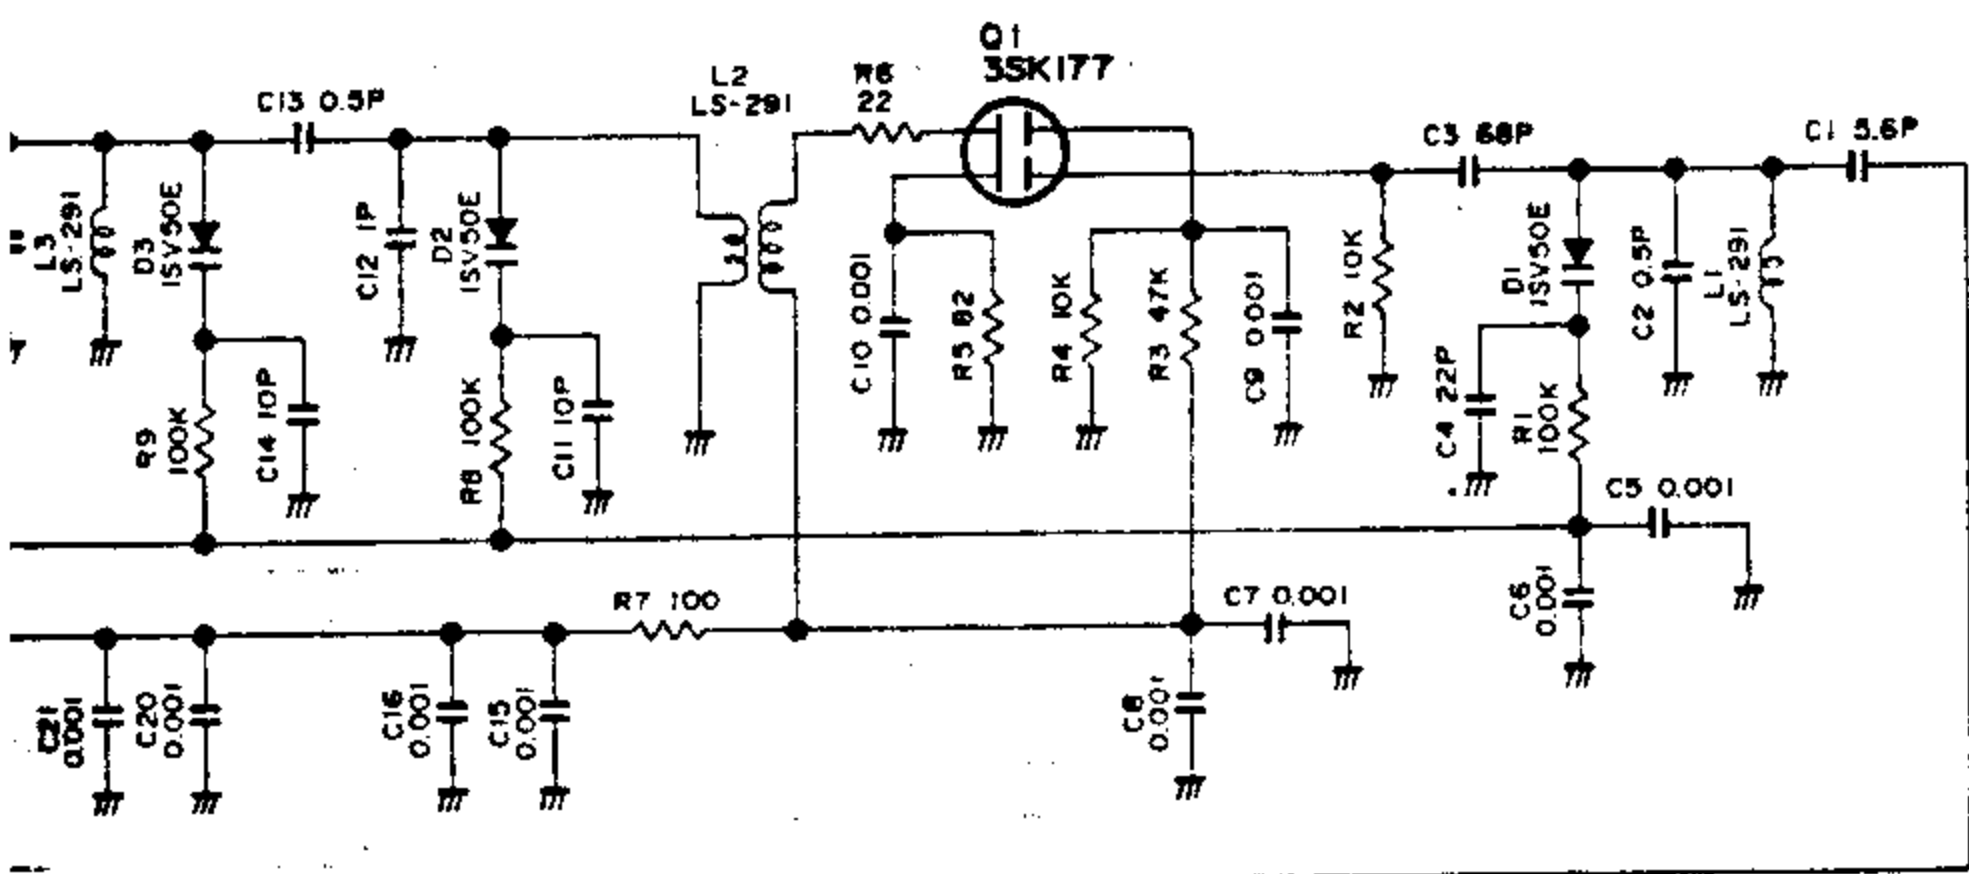 Q1
3SK177
L2
LS-291
R6
22
C13 0.5P
C3 68P
C1 5.6P
L3
LS-291
D3
1SV50E
C12 1P
D2
1SV50E
C10 0.001
R5 82
R4 10K
R3 47K
C9 0.001
R2 10K
D1
1SV50E
C2 0.5P
L1
LS-291
R9
100K
C14 10P
R8 100K
C11 10P
C4 22P
R1
100K
C5 0.001
C6
0.001
R7 100
C7 0.001
C21
0.001
C20
0.001
C16
0.001
C15
0.001
C8
0.001